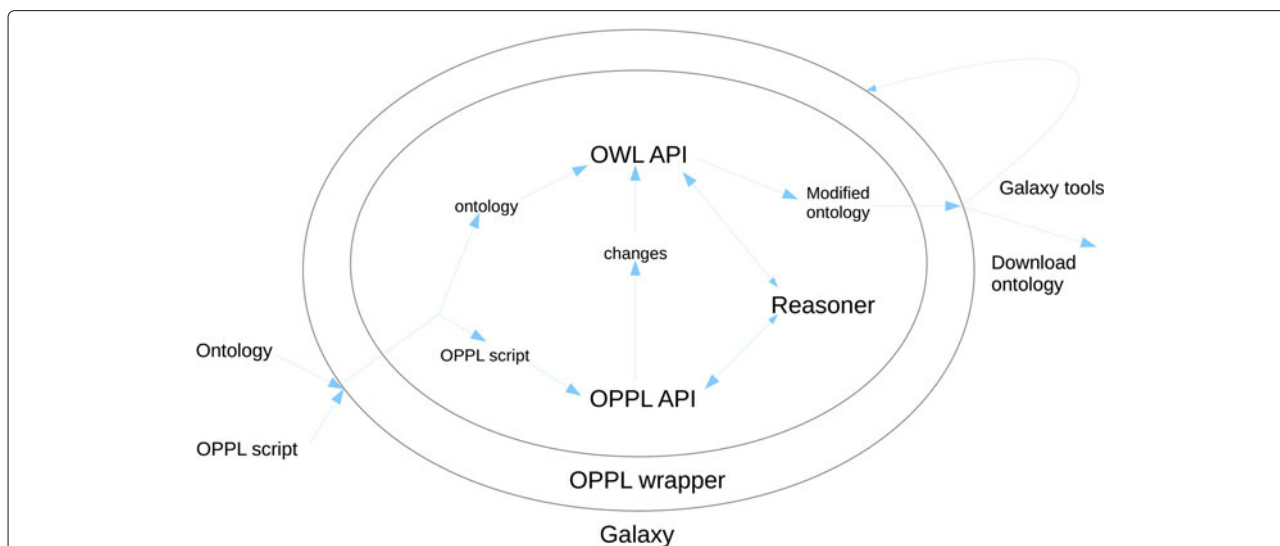 OWL API
ontology
Modified
ontology
Galaxy tools
changes
Download
ontology
Reasoner
Ontology
OPPL script
OPPL API
OPPL script
OPPL wrapper
Galaxy